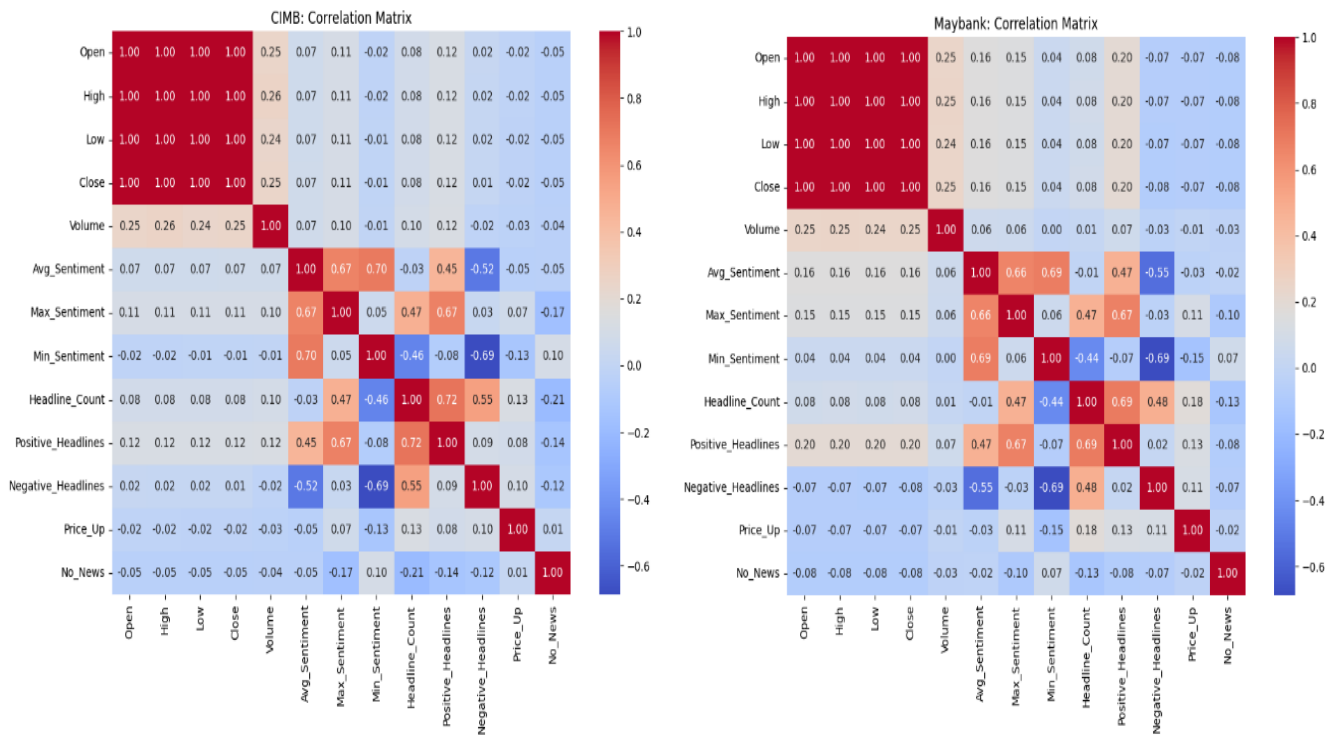 CIMB: Correlation Matrix
Open 1.00 1.00 1.00 1.00 0.25 0.07 0.11 -0.02 0.08 0.12 0.02 -0.02 -0.05
High 1.00 1.00 1.00 1.00 0.26 0.07 0.11 -0.02 0.08 0.12 0.02 -0.02 -0.05
Low 1.00 1.00 1.00 1.00 0.24 0.07 0.11 -0.01 0.08 0.12 0.02 -0.02 -0.05
Close 1.00 1.00 1.00 1.00 0.25 0.07 0.11 -0.01 0.08 0.12 0.01 -0.02 -0.05
Volume 0.25 0.26 0.24 0.25 1.00 0.07 0.10 -0.01 0.10 0.12 -0.02 -0.03 -0.04
Avg_Sentiment 0.07 0.07 0.07 0.07 0.07 1.00 0.67 0.70 -0.03 0.45 -0.52 -0.05 -0.05
Max_Sentiment 0.11 0.11 0.11 0.11 0.10 0.67 1.00 0.05 0.47 0.67 0.03 0.07 -0.17
Min_Sentiment -0.02 -0.02 -0.01 -0.01 -0.01 0.70 0.05 1.00 -0.46 -0.08 -0.69 -0.13 0.10
Headline_Count 0.08 0.08 0.08 0.08 0.10 -0.03 0.47 -0.46 1.00 0.72 0.55 0.13 -0.21
Positive_Headlines 0.12 0.12 0.12 0.12 0.12 0.45 0.67 -0.08 0.72 1.00 0.09 0.08 -0.14
Negative_Headlines 0.02 0.02 0.02 0.01 -0.02 -0.52 0.03 -0.69 0.55 0.09 1.00 0.10 -0.12
Price_Up -0.02 -0.02 -0.02 -0.02 -0.03 -0.05 0.07 -0.13 0.13 0.08 0.10 1.00 0.01
No_News -0.05 -0.05 -0.05 -0.05 -0.04 -0.05 -0.17 0.10 -0.21 -0.14 -0.12 0.01 1.00
Open High Low Close Volume Avg_Sentiment Max_Sentiment Min_Sentiment Headline_Count Positive_Headlines Negative_Headlines Price_Up No_News
1.0
0.8
0.6
0.4
0.2
0.0
−0.2
−0.4
−0.6
Maybank: Correlation Matrix
Open 1.00 1.00 1.00 1.00 0.25 0.16 0.15 0.04 0.08 0.20 -0.07 -0.07 -0.08
High 1.00 1.00 1.00 1.00 0.25 0.16 0.15 0.04 0.08 0.20 -0.07 -0.07 -0.08
Low 1.00 1.00 1.00 1.00 0.24 0.16 0.15 0.04 0.08 0.20 -0.07 -0.07 -0.08
Close 1.00 1.00 1.00 1.00 0.25 0.16 0.15 0.04 0.08 0.20 -0.08 -0.07 -0.08
Volume 0.25 0.25 0.24 0.25 1.00 0.06 0.06 0.00 0.01 0.07 -0.03 -0.01 -0.03
Avg_Sentiment 0.16 0.16 0.16 0.16 0.06 1.00 0.66 0.69 -0.01 0.47 -0.55 -0.03 -0.02
Max_Sentiment 0.15 0.15 0.15 0.15 0.06 0.66 1.00 0.06 0.47 0.67 -0.03 0.11 -0.10
Min_Sentiment 0.04 0.04 0.04 0.04 0.00 0.69 0.06 1.00 -0.44 -0.07 -0.69 -0.15 0.07
Headline_Count 0.08 0.08 0.08 0.08 0.01 -0.01 0.47 -0.44 1.00 0.69 0.48 0.18 -0.13
Positive_Headlines 0.20 0.20 0.20 0.20 0.07 0.47 0.67 -0.07 0.69 1.00 0.02 0.13 -0.08
Negative_Headlines -0.07 -0.07 -0.07 -0.08 -0.03 -0.55 -0.03 -0.69 0.48 0.02 1.00 0.11 -0.07
Price_Up -0.07 -0.07 -0.07 -0.07 -0.01 -0.03 0.11 -0.15 0.18 0.13 0.11 1.00 -0.02
No_News -0.08 -0.08 -0.08 -0.08 -0.03 -0.02 -0.10 0.07 -0.13 -0.08 -0.07 -0.02 1.00
Open High Low Close Volume Avg_Sentiment Max_Sentiment Min_Sentiment Headline_Count Positive_Headlines Negative_Headlines Price_Up No_News
1.0
0.8
0.6
0.4
0.2
0.0
−0.2
−0.4
−0.6